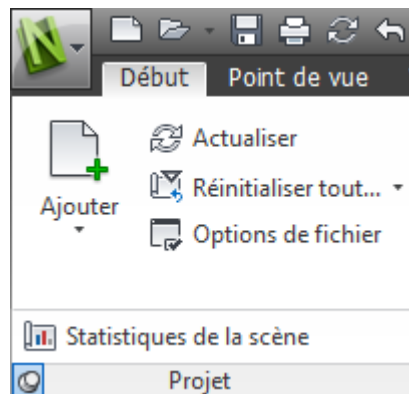 N
Début Point de vue
Ajouter
Actualiser
Réinitialiser tout...
Options de fichier
Statistiques de la scène
Projet